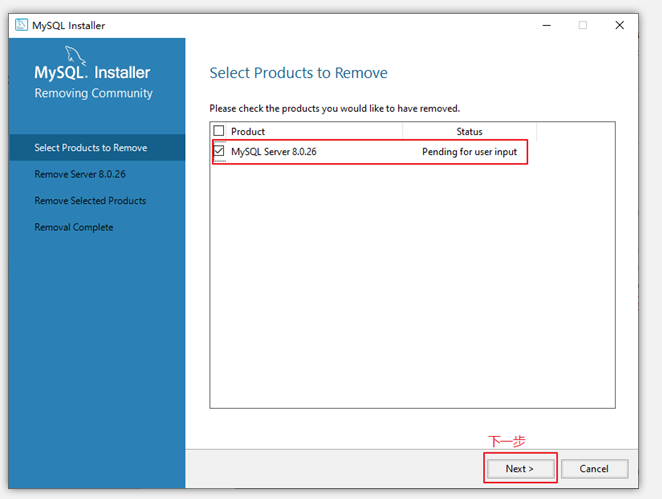 MySQL Installer
MySQL. Installer
Removing Community
Select Products to Remove
Remove Server 8.0.26
Remove Selected Products
Removal Complete
Select Products to Remove
Please check the products you would like to have removed.
Product Status
MySQL Server 8.0.26 Pending for user input
下一步
Next > Cancel